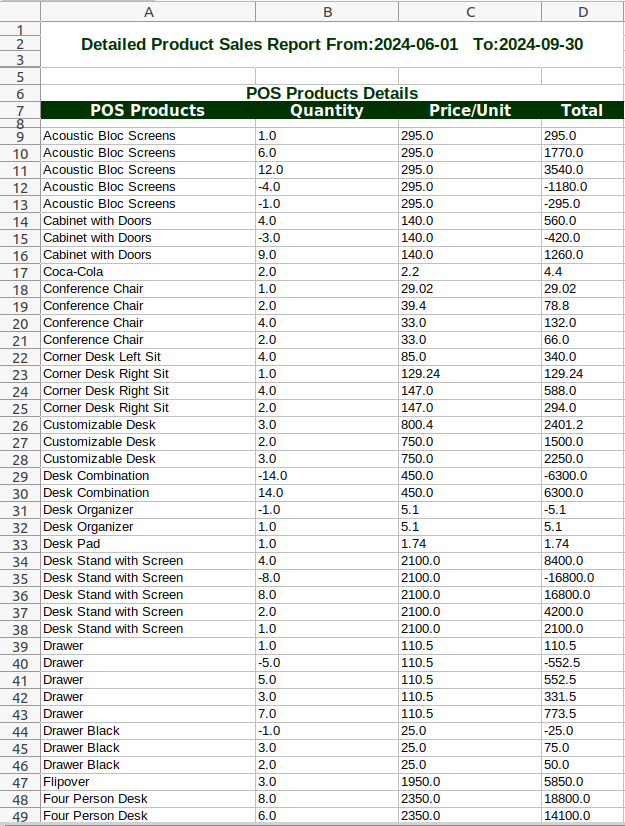 A B C D
1
2 Detailed Product Sales Report From:2024-06-01 To:2024-09-30
3
5
6 POS Products Details
7 POS Products Quantity Price/Unit Total
8
9 Acoustic Bloc Screens 1.0 295.0 295.0
10 Acoustic Bloc Screens 6.0 295.0 1770.0
11 Acoustic Bloc Screens 12.0 295.0 3540.0
12 Acoustic Bloc Screens -4.0 295.0 -1180.0
13 Acoustic Bloc Screens -1.0 295.0 -295.0
14 Cabinet with Doors 4.0 140.0 560.0
15 Cabinet with Doors -3.0 140.0 -420.0
16 Cabinet with Doors 9.0 140.0 1260.0
17 Coca-Cola 2.0 2.2 4.4
18 Conference Chair 1.0 29.02 29.02
19 Conference Chair 2.0 39.4 78.8
20 Conference Chair 4.0 33.0 132.0
21 Conference Chair 2.0 33.0 66.0
22 Corner Desk Left Sit 4.0 85.0 340.0
23 Corner Desk Right Sit 1.0 129.24 129.24
24 Corner Desk Right Sit 4.0 147.0 588.0
25 Corner Desk Right Sit 2.0 147.0 294.0
26 Customizable Desk 3.0 800.4 2401.2
27 Customizable Desk 2.0 750.0 1500.0
28 Customizable Desk 3.0 750.0 2250.0
29 Desk Combination -14.0 450.0 -6300.0
30 Desk Combination 14.0 450.0 6300.0
31 Desk Organizer -1.0 5.1 -5.1
32 Desk Organizer 1.0 5.1 5.1
33 Desk Pad 1.0 1.74 1.74
34 Desk Stand with Screen 4.0 2100.0 8400.0
35 Desk Stand with Screen -8.0 2100.0 -16800.0
36 Desk Stand with Screen 8.0 2100.0 16800.0
37 Desk Stand with Screen 2.0 2100.0 4200.0
38 Desk Stand with Screen 1.0 2100.0 2100.0
39 Drawer 1.0 110.5 110.5
40 Drawer -5.0 110.5 -552.5
41 Drawer 5.0 110.5 552.5
42 Drawer 3.0 110.5 331.5
43 Drawer 7.0 110.5 773.5
44 Drawer Black -1.0 25.0 -25.0
45 Drawer Black 3.0 25.0 75.0
46 Drawer Black 2.0 25.0 50.0
47 Flipover 3.0 1950.0 5850.0
48 Four Person Desk 8.0 2350.0 18800.0
49 Four Person Desk 6.0 2350.0 14100.0